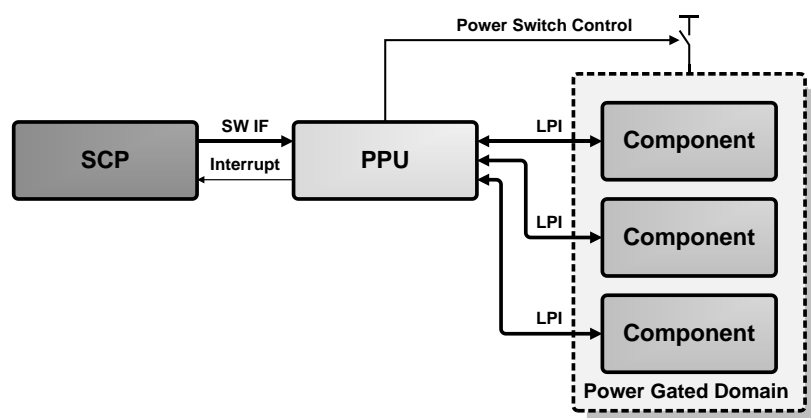 Power Switch Control
SCP
SW IF
Interrupt
PPU
LPI
Component
LPI
Component
LPI
Component
Power Gated Domain